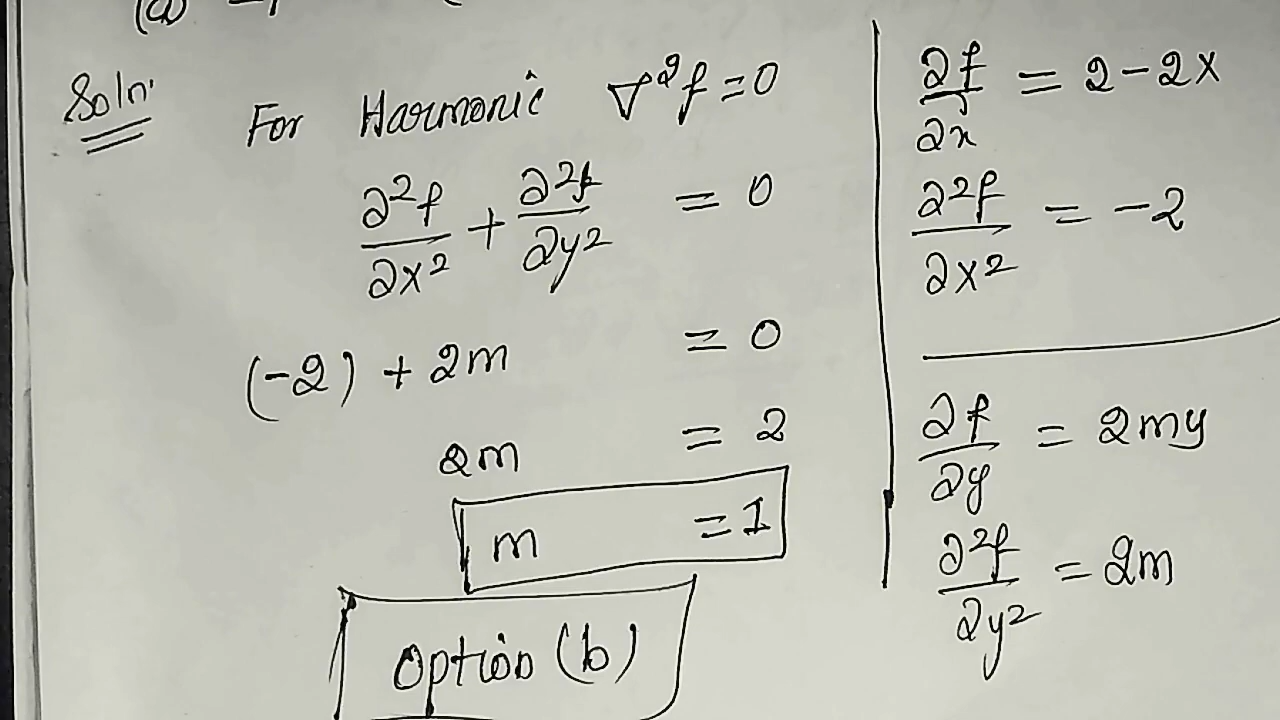 (d)
Soln.
For Harmonic ∇²f = 0
∂²f/∂x² + ∂²f/∂y² = 0
(-2) + 2m = 0
2m = 2
m = 1
Option (b)
∂f/∂x = 2 - 2x
∂²f/∂x² = -2
∂f/∂y = 2my
∂²f/∂y² = 2m